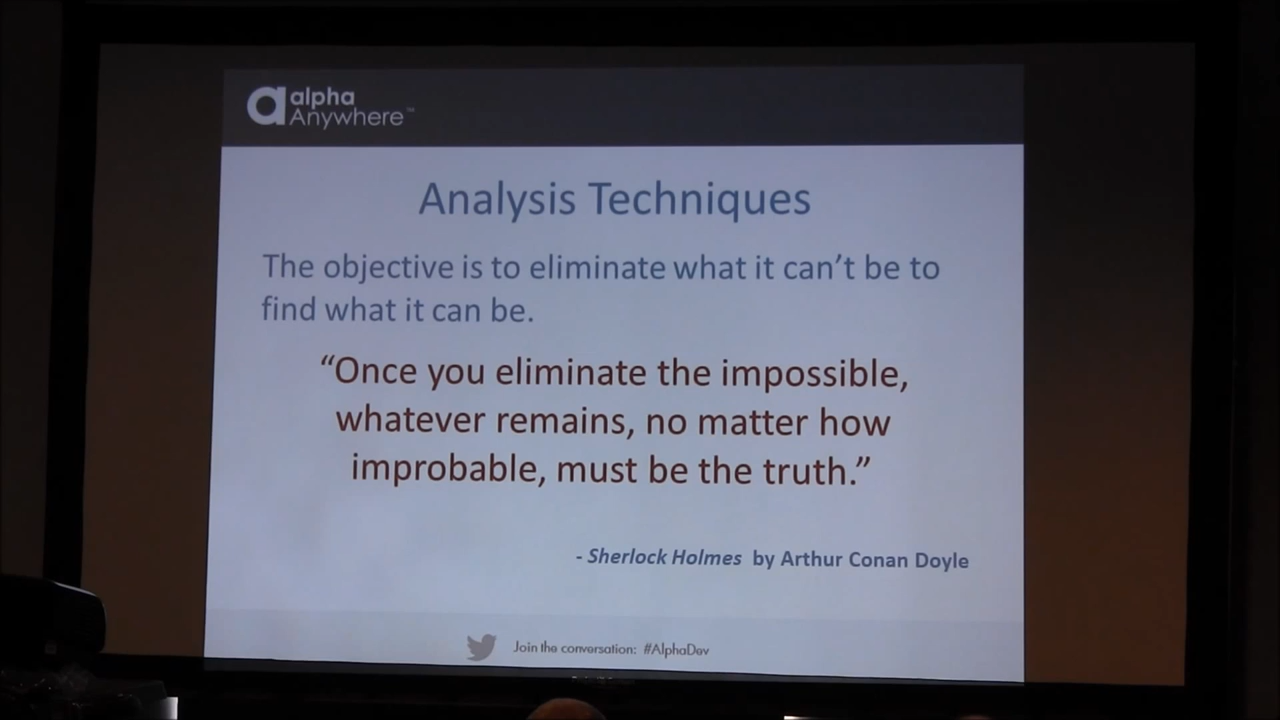 alpha
Anywhere™
Analysis Techniques
The objective is to eliminate what it can't be to
find what it can be.
“Once you eliminate the impossible,
whatever remains, no matter how
improbable, must be the truth.”
- Sherlock Holmes by Arthur Conan Doyle
Join the conversation: #AlphaDev